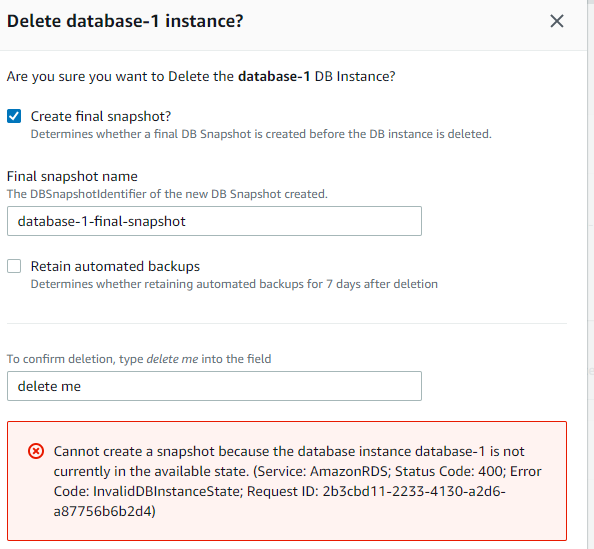 Delete database-1 instance?
Are you sure you want to Delete the database-1 DB Instance?
Create final snapshot?
Determines whether a final DB Snapshot is created before the DB instance is deleted.
Final snapshot name
The DBSnapshotIdentifier of the new DB Snapshot created.
database-1-final-snapshot
Retain automated backups
Determines whether retaining automated backups for 7 days after deletion
To confirm deletion, type delete me into the field
delete me
Cannot create a snapshot because the database instance database-1 is not
currently in the available state. (Service: AmazonRDS; Status Code: 400; Error
Code: InvalidDBInstanceState; Request ID: 2b3cbd11-2233-4130-a2d6-
a87756b6b2d4)